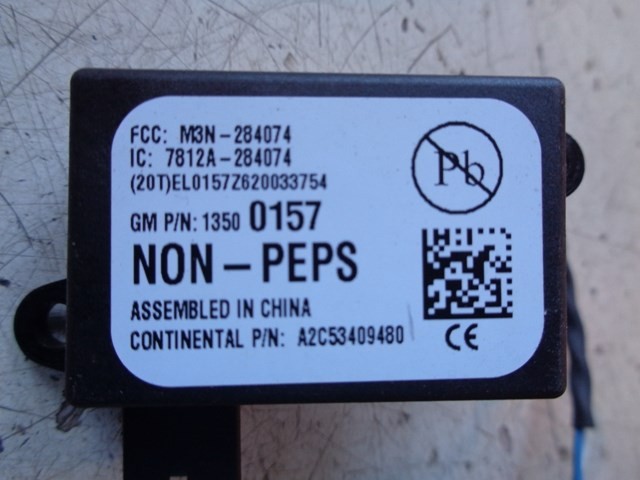 FCC: M3N-284074
IC: 7812A-284074
(20T)EL0157Z620033754
GM P/N: 1350 0157
NON-PEPS
ASSEMBLED IN CHINA
CONTINENTAL P/N: A2C53409480
Pb
CE